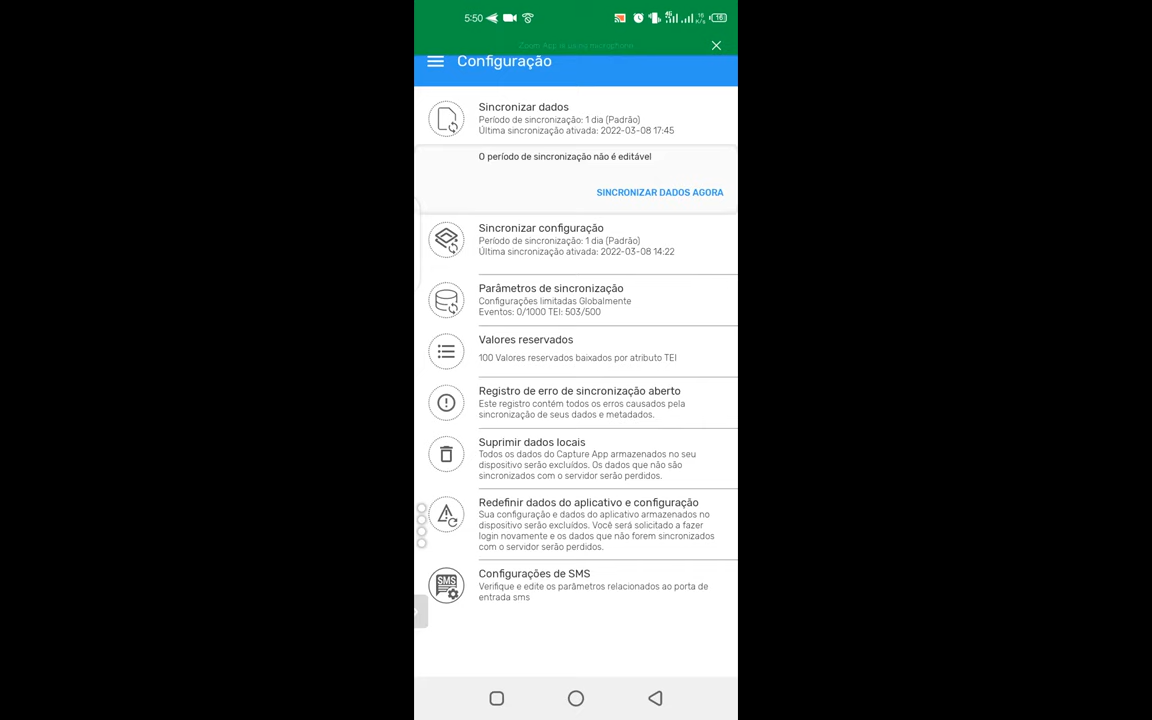 5:50
4G
16
K/s
16
Zoom App is using microphone
Configuração
Sincronizar dados
Período de sincronização: 1 dia (Padrão)
Última sincronização ativada: 2022-03-08 17:45
O período de sincronização não é editável
SINCRONIZAR DADOS AGORA
Sincronizar configuração
Período de sincronização: 1 dia (Padrão)
Última sincronização ativada: 2022-03-08 14:22
Parâmetros de sincronização
Configurações limitadas Globalmente
Eventos: 0/1000 TEI: 503/500
Valores reservados
100 Valores reservados baixados por atributo TEI
Registro de erro de sincronização aberto
Este registro contém todos os erros causados pela
sincronização de seus dados e metadados.
Suprimir dados locais
Todos os dados do Capture App armazenados no seu
dispositivo serão excluídos. Os dados que não são
sincronizados com o servidor serão perdidos.
Redefinir dados do aplicativo e configuração
Sua configuração e dados do aplicativo armazenados no
dispositivo serão excluídos. Você será solicitado a fazer
login novamente e os dados que não forem sincronizados
com o servidor serão perdidos.
SMS
Configurações de SMS
Verifique e edite os parâmetros relacionados ao porta de
entrada sms